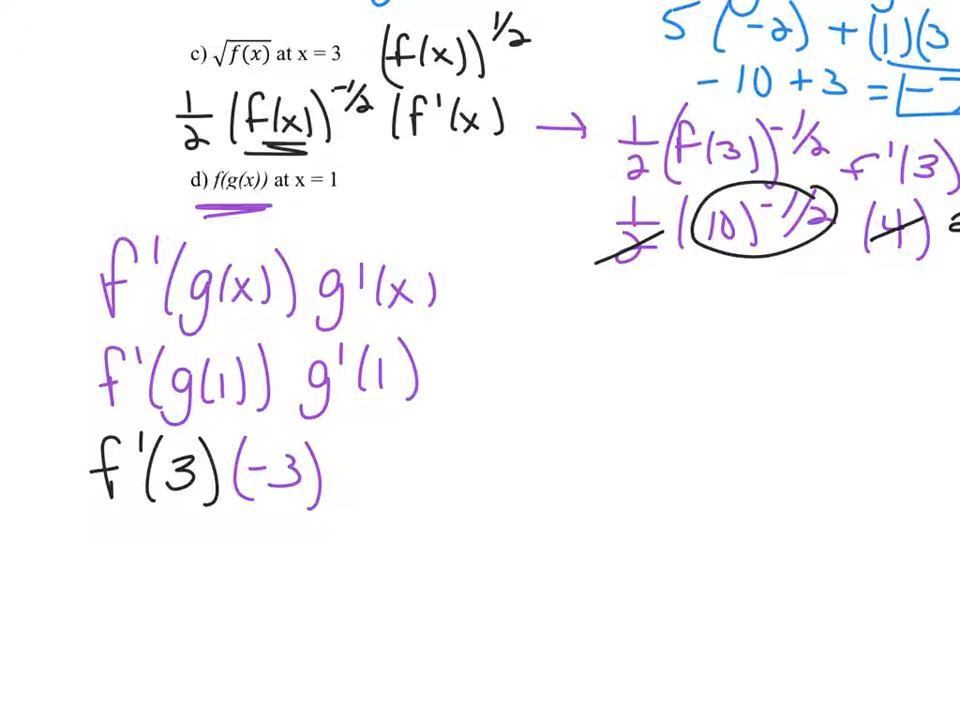 5 (-2) + (1)(3
-10 + 3 = -7
c) √f(x) at x = 3 (f(x))^1/2
1/2 (f(x))^-1/2 (f'(x) → 1/2 (f(3))^-1/2 f'(3)
1/2 (10)^-1/2 (4)
d) f(g(x)) at x = 1
f'(g(x)) g'(x)
f'(g(1)) g'(1)
f'(3)(-3)